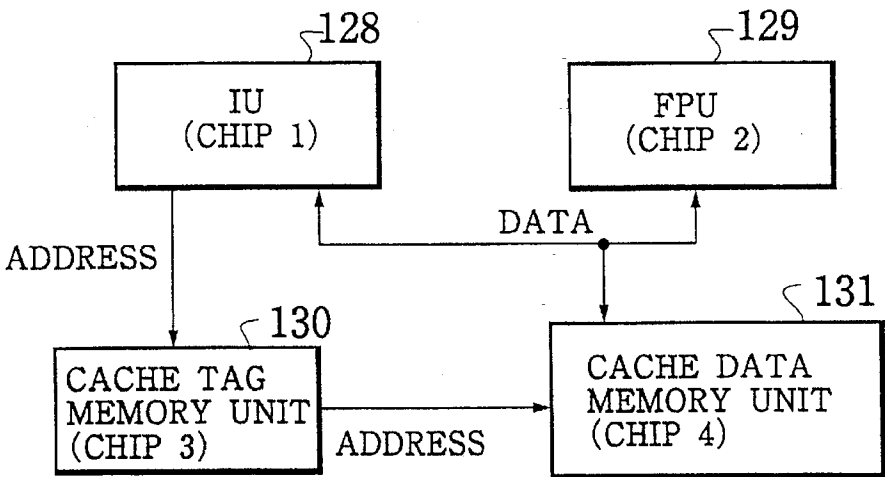 128
129
IU
(CHIP 1)
FPU
(CHIP 2)
DATA
ADDRESS
130
131
CACHE TAG
MEMORY UNIT
(CHIP 3)
CACHE DATA
MEMORY UNIT
(CHIP 4)
ADDRESS